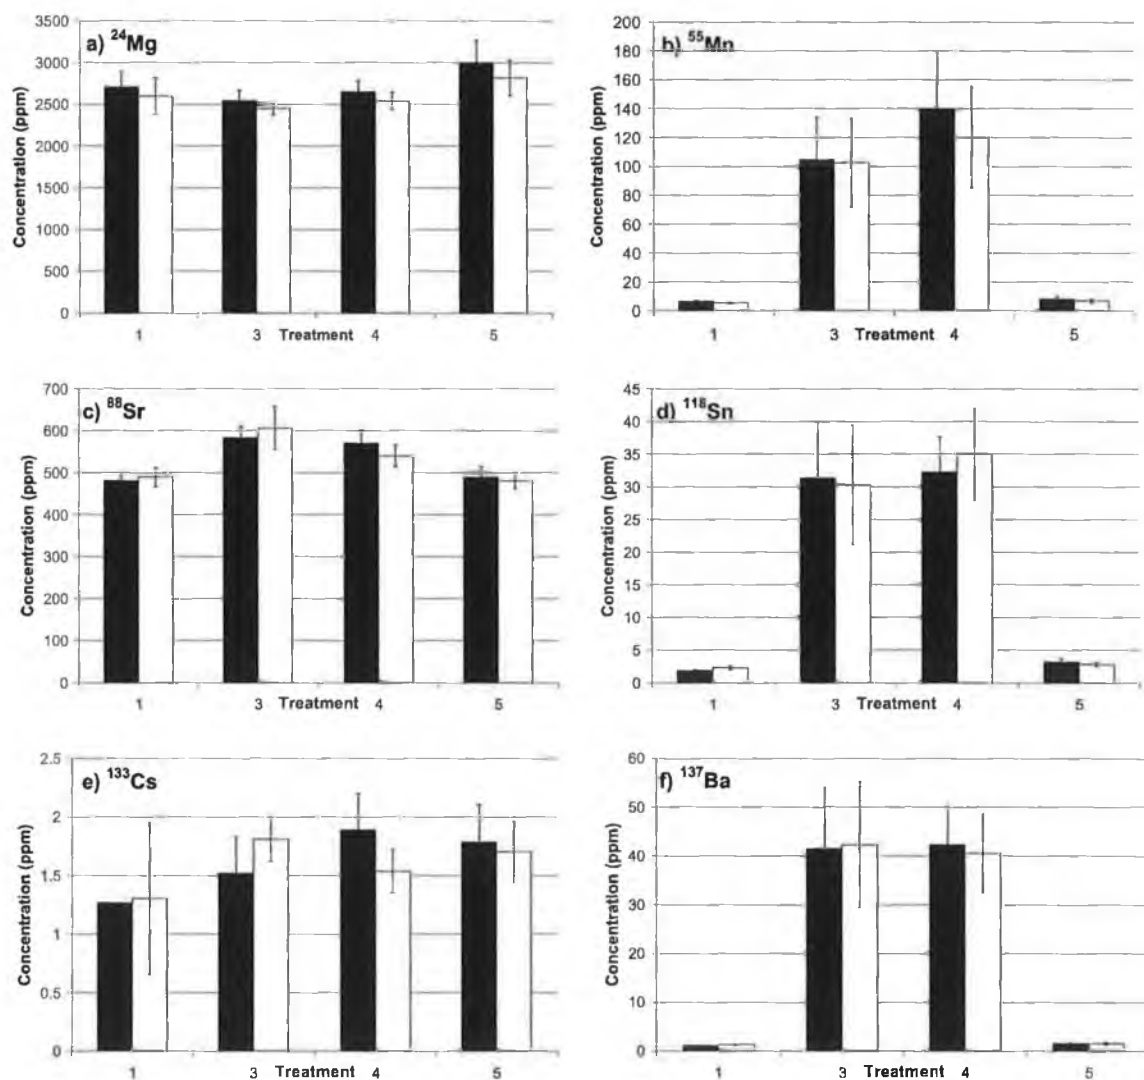 a) ²⁴Mg
Concentration (ppm)
3500
3000
2500
2000
1500
1000
500
0
1 3 Treatment 4 5
b) ⁵⁵Mn
Concentration (ppm)
200
180
160
140
120
100
80
60
40
20
0
1 3 Treatment 4 5
c) ⁸⁸Sr
Concentration (ppm)
700
600
500
400
300
200
100
0
1 3 Treatment 4 5
d) ¹¹⁸Sn
Concentration (ppm)
45
40
35
30
25
20
15
10
5
0
1 3 Treatment 4 5
e) ¹³³Cs
Concentration (ppm)
2.5
2
1.5
1
0.5
0
1 3 Treatment 4 5
f) ¹³⁷Ba
Concentration (ppm)
60
50
40
30
20
10
0
1 3 Treatment 4 5